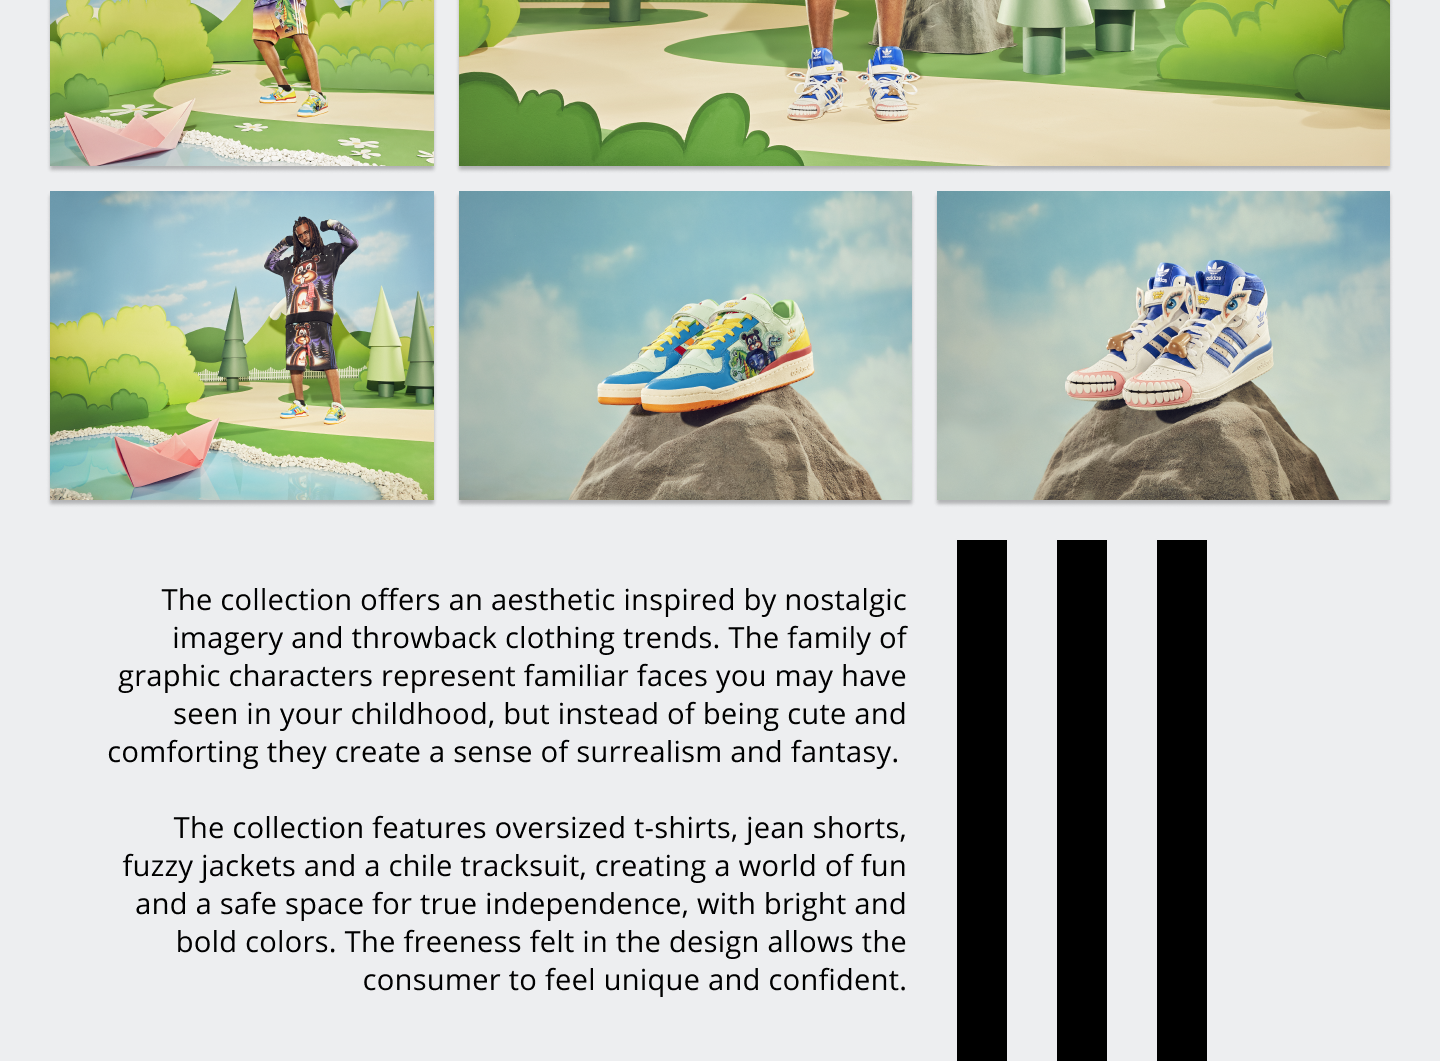 adidas
The collection offers an aesthetic inspired by nostalgic
imagery and throwback clothing trends. The family of
graphic characters represent familiar faces you may have
seen in your childhood, but instead of being cute and
comforting they create a sense of surrealism and fantasy.
The collection features oversized t-shirts, jean shorts,
fuzzy jackets and a chile tracksuit, creating a world of fun
and a safe space for true independence, with bright and
bold colors. The freeness felt in the design allows the
consumer to feel unique and confident.